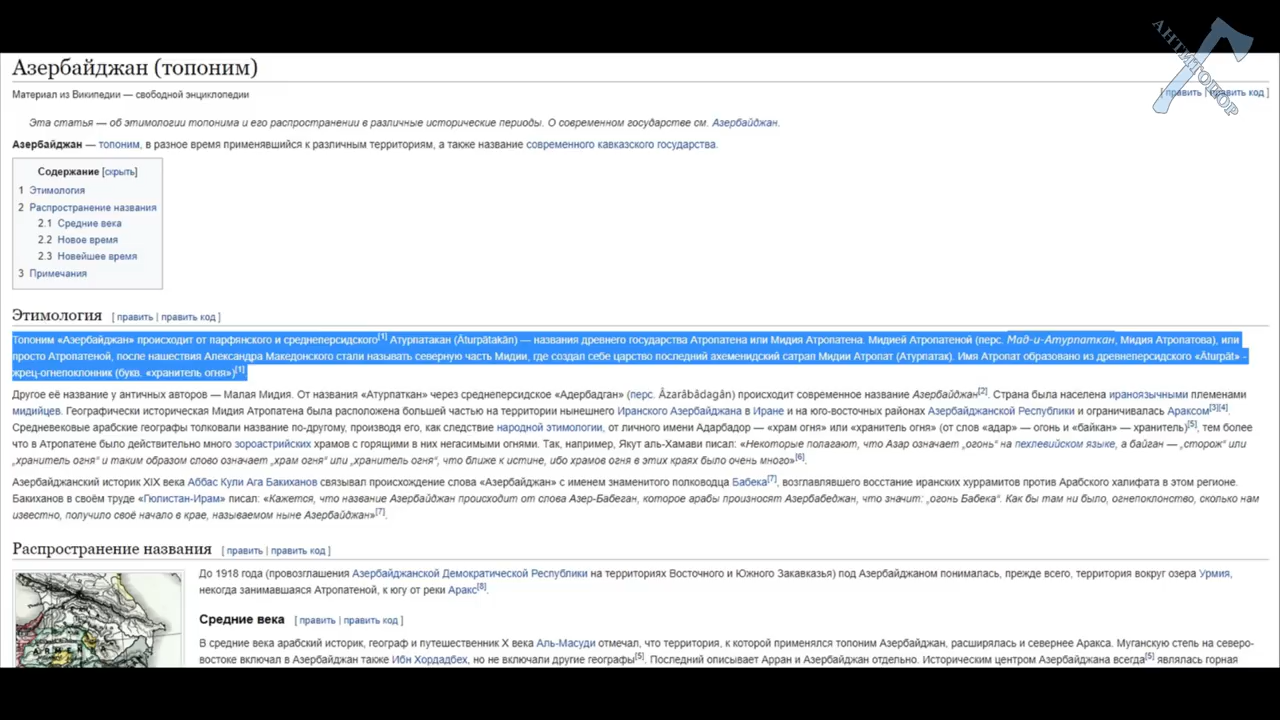 АНТИТОПОР
Азербайджан (топоним)
[ править | править код ]
Материал из Википедии — свободной энциклопедии
Эта статья — об этимологии топонима и его распространении в различные исторические периоды. О современном государстве см. Азербайджан.
Азербайджан — топоним, в разное время применявшийся к различным территориям, а также название современного кавказского государства.
Содержание [скрыть]
1 Этимология
2 Распространение названия
2.1 Средние века
2.2 Новое время
2.3 Новейшее время
3 Примечания
Этимология [ править | править код ]
Топоним «Азербайджан» происходит от парфянского и среднеперсидского[1] Атурпатакан (Āturpātakān) — названия древнего государства Атропатена или Мидия Атропатена. Мидией Атропатеной (перс. Мад-и-Атурпаткан, Мидия Атропатова), или
просто Атропатеной, после нашествия Александра Македонского стали называть северную часть Мидии, где создал себе царство последний ахеменидский сатрап Мидии Атропат (Атурпатак). Имя Атропат образовано из древнеперсидского «Āturpāt» -
жрец-огнепоклонник (букв. «хранитель огня»)[1].
Другое её название у античных авторов — Малая Мидия. От названия «Атурпаткан» через среднеперсидское «Адербадган» (перс. Āzarābādagān) происходит современное название Азербайджан[2]. Страна была населена ираноязычными племенами
мидийцев. Географически историческая Мидия Атропатена была расположена большей частью на территории нынешнего Иранского Азербайджана в Иране и на юго-восточных районах Азербайджанской Республики и ограничивалась Араксом[3][4].
Средневековые арабские географы толковали название по-другому, производя его, как следствие народной этимологии, от личного имени Адарбадор — «храм огня» или «хранитель огня» (от слов «адар» — огонь и «байкан» — хранитель)[5], тем более
что в Атропатене было действительно много зороастрийских храмов с горящими в них негасимыми огнями. Так, например, Якут аль-Хамави писал: «Некоторые полагают, что Азар означает „огонь“ на пехлевийском языке, а байган — „сторож“ или
„хранитель огня“ и таким образом слово означает „храм огня“ или „хранитель огня“, что ближе к истине, ибо храмов огня в этих краях было очень много»[6].
Азербайджанский историк XIX века Аббас Кули Ага Бакиханов связывал происхождение слова «Азербайджан» с именем знаменитого полководца Бабека[7], возглавлявшего восстание иранских хуррамитов против Арабского халифата в этом регионе.
Бакиханов в своём труде «Гюлистан-Ирам» писал: «Кажется, что название Азербайджан происходит от слова Азер-Бабеган, которое арабы произносят Азербабеджан, что значит: „огонь Бабека“. Как бы там ни было, огнепоклонство, сколько нам
известно, получило своё начало в крае, называемом ныне Азербайджан»[7].
Распространение названия [ править | править код ]
До 1918 года (провозглашения Азербайджанской Демократической Республики на территориях Восточного и Южного Закавказья) под Азербайджаном понималась, прежде всего, территория вокруг озера Урмия,
некогда занимавшаяся Атропатеной, к югу от реки Аракс[8].
Средние века [ править | править код ]
В средние века арабский историк, географ и путешественник X века Аль-Масуди отмечал, что территория, к которой применялся топоним Азербайджан, расширялась и севернее Аракса. Муганскую степь на северо-
востоке включал в Азербайджан также Ибн Хордадбех, но не включали другие географы[5]. Последний описывает Арран и Азербайджан отдельно. Историческим центром Азербайджана всегда[5] являлась горная